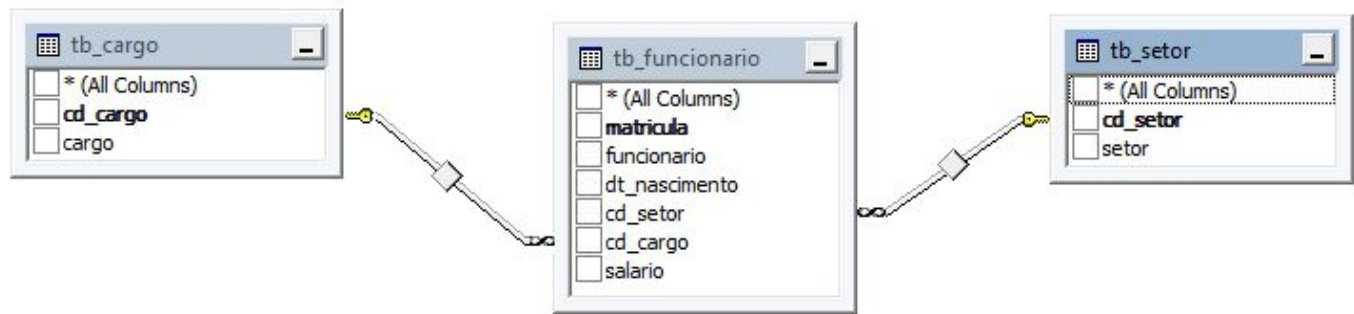 tb_cargo
* (All Columns)
cd_cargo
cargo
tb_funcionario
* (All Columns)
matricula
funcionario
dt_nascimento
cd_setor
cd_cargo
salario
tb_setor
* (All Columns)
cd_setor
setor